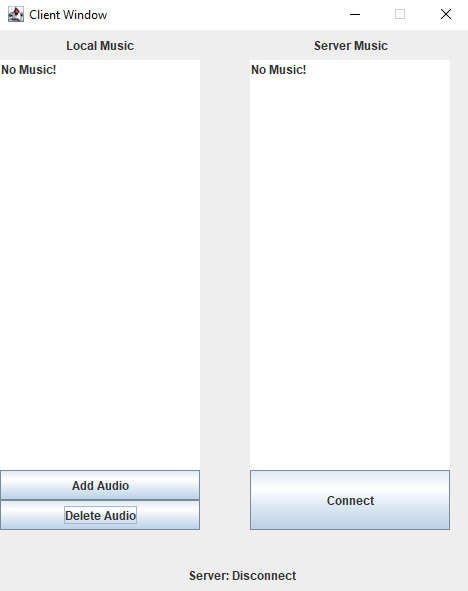 Client Window
Local Music
Server Music
No Music!
No Music!
Add Audio
Delete Audio
Connect
Server: Disconnect